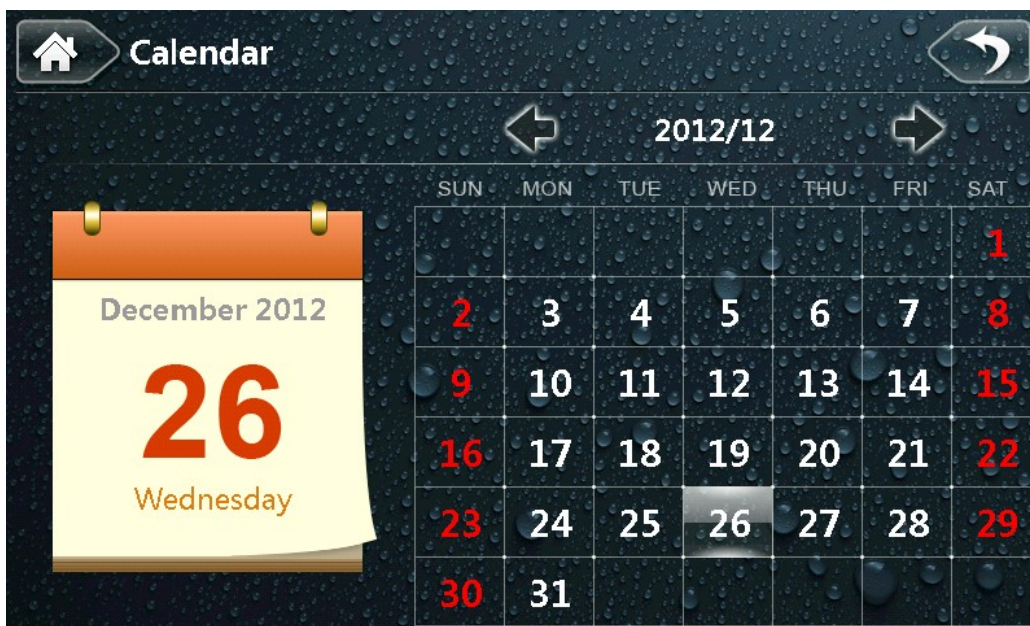 Calendar
2012/12
SUN MON TUE WED THU FRI SAT
1
December 2012
2 3 4 5 6 7 8
26
9 10 11 12 13 14 15
Wednesday
16 17 18 19 20 21 22
23 24 25 26 27 28 29
30 31